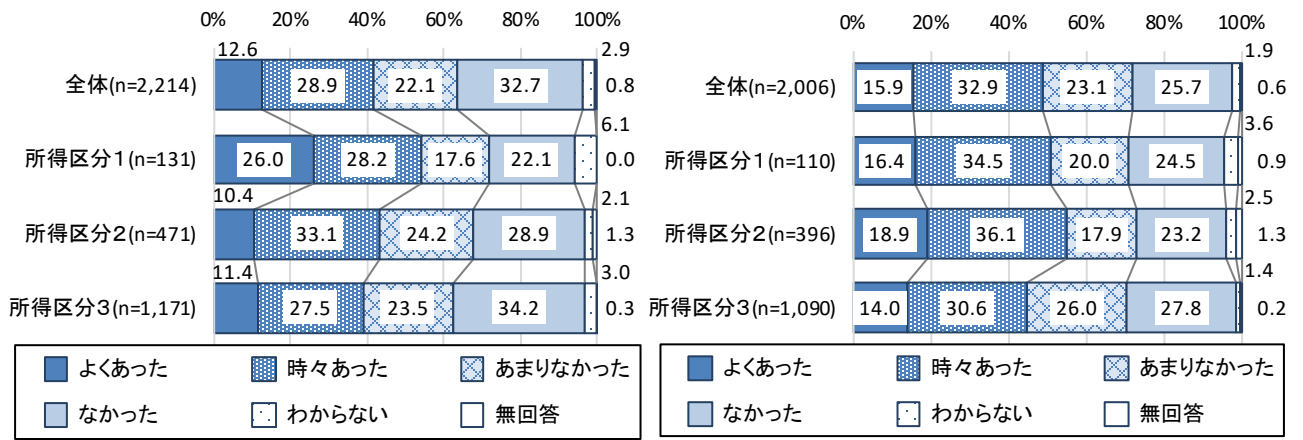 0% 20% 40% 60% 80% 100%
12.6 2.9
全体(n=2,214) 28.9 22.1 32.7 0.8
6.1
所得区分1(n=131) 26.0 28.2 17.6 22.1 0.0
10.4 2.1
所得区分2(n=471) 33.1 24.2 28.9 1.3
11.4 3.0
所得区分3(n=1,171) 27.5 23.5 34.2 0.3
よくあった 時々あった あまりなかった
なかった わからない 無回答
0% 20% 40% 60% 80% 100%
1.9
全体(n=2,006) 15.9 32.9 23.1 25.7 0.6
3.6
所得区分1(n=110) 16.4 34.5 20.0 24.5 0.9
2.5
所得区分2(n=396) 18.9 36.1 17.9 23.2 1.3
1.4
所得区分3(n=1,090) 14.0 30.6 26.0 27.8 0.2
よくあった 時々あった あまりなかった
なかった わからない 無回答